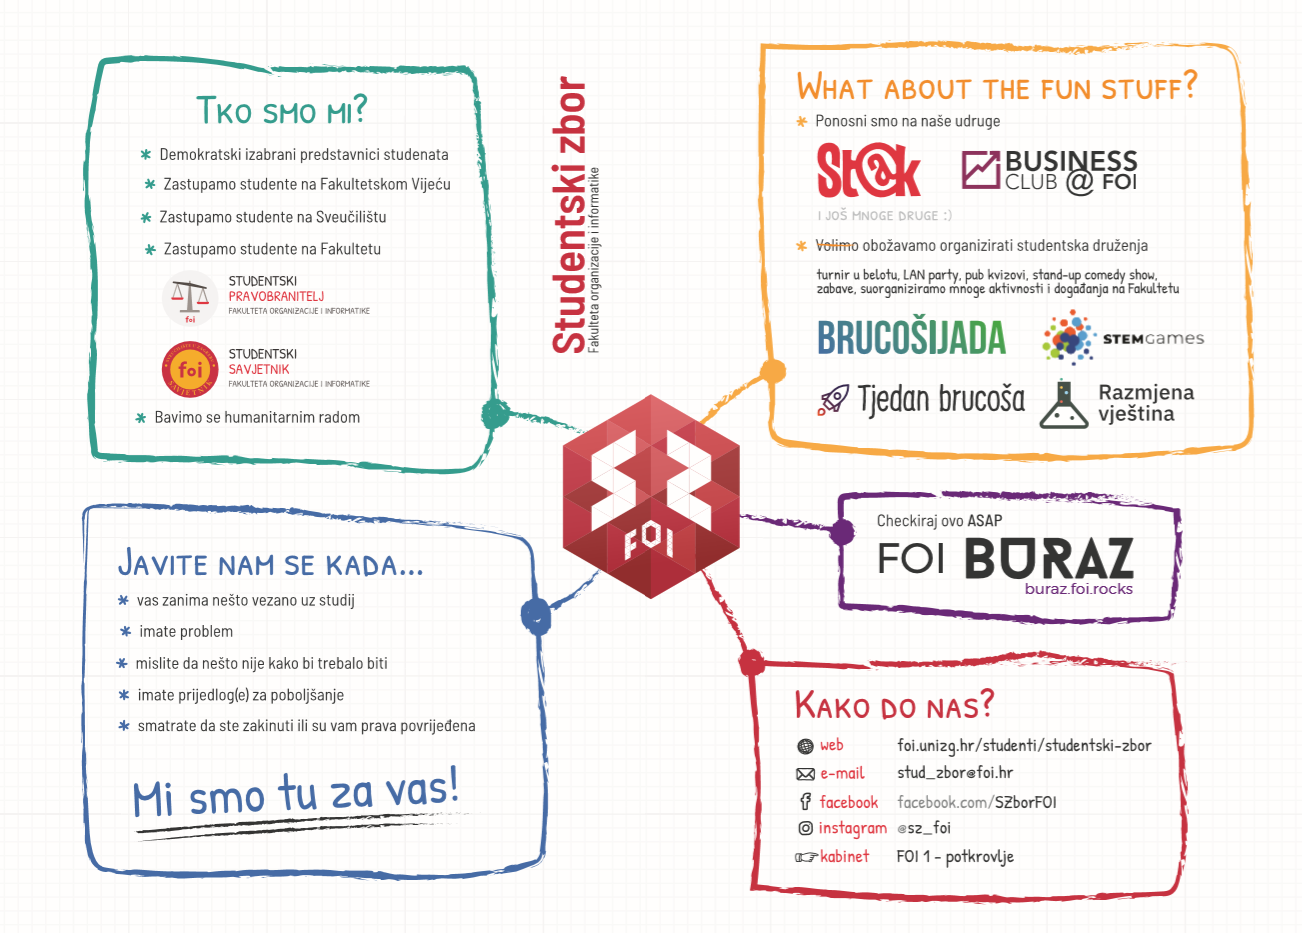 Tko smo mi?
Demokratski izabrani predstavnici studenata
Zastupamo studente na Fakultetskom Vijeću
Zastupamo studente na Sveučilištu
Zastupamo studente na Fakultetu
foi
STUDENTSKI
PRAVOBRANITELJ
FAKULTETA ORGANIZACIJE I INFORMATIKE
foi
SAVJETNIK
STUDENTSKI
SAVJETNIK
FAKULTETA ORGANIZACIJE I INFORMATIKE
Bavimo se humanitarnim radom
Studentski zbor
Fakulteta organizacije i informatike
What about the fun stuff?
Ponosni smo na naše udruge
St@k
BUSINESS
CLUB @ FOI
I JOŠ MNOGE DRUGE :)
Volimo obožavamo organizirati studentska druženja
turnir u belotu, LAN party, pub kvizovi, stand-up comedy show,
zabave, suorganiziramo mnoge aktivnosti i događanja na Fakultetu
BRUCOŠIJADA
STEMGames
Tjedan brucoša
Razmjena
vještina
SZ
FOI
Javite nam se kada...
vas zanima nešto vezano uz studij
imate problem
mislite da nešto nije kako bi trebalo biti
imate prijedlog(e) za poboljšanje
smatrate da ste zakinuti ili su vam prava povrijeđena
Mi smo tu za vas!
Checkiraj ovo ASAP
FOI BURAZ
buraz.foi.rocks
Kako do nas?
web foi.unizg.hr/studenti/studentski-zbor
e-mail stud_zbor@foi.hr
facebook facebook.com/SZborFOI
instagram @sz_foi
kabinet FOI 1 - potkrovlje